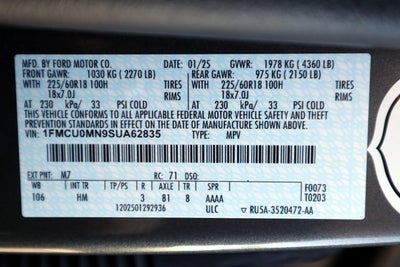 MFD. BY FORD MOTOR CO. 01/25 GVWR: 1978 KG ( 4360 LB)
FRONT GAWR: 1030 KG ( 2270 LB) REAR GAWR: 975 KG ( 2150 LB)
WITH 225/60R18 100H TIRES WITH 225/60R18 100H TIRES
18x7.0J RIMS 18x7.0J RIMS
AT 230 kPa/ 33 PSI COLD AT 230 kPa/ 33 PSI COLD
THIS VEHICLE CONFORMS TO ALL APPLICABLE FEDERAL MOTOR VEHICLE SAFETY AND THEFT PREVENTION STANDARDS IN EFFECT ON THE DATE OF MANUFACTURE SHOWN ABOVE.
VIN: 1FMCU0MN9SUA62835 TYPE: MPV
EXT PNT: M7 RC: 71 DSO:
WB INT TR TP/PS R AXLE TR SPR F0073
106 HM 3 81 8 AAAA T0203
1202501292936 ULC RU5A-3520472-AA